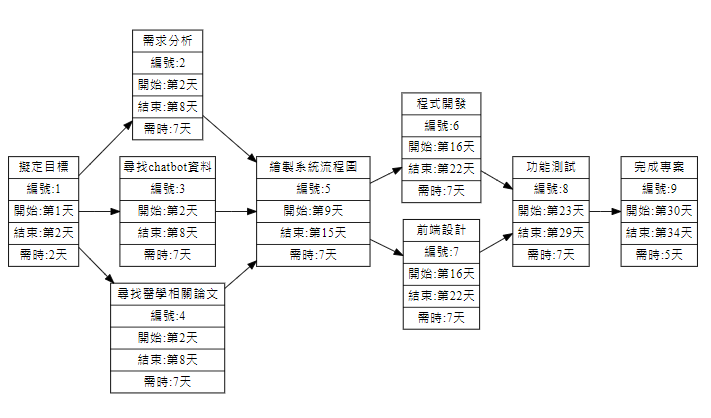 擬定目標
編號:1
開始:第1天
結束:第2天
需時:2天
需求分析
編號:2
開始:第2天
結束:第8天
需時:7天
尋找chatbot資料
編號:3
開始:第2天
結束:第8天
需時:7天
尋找醫學相關論文
編號:4
開始:第2天
結束:第8天
需時:7天
繪製系統流程圖
編號:5
開始:第9天
結束:第15天
需時:7天
程式開發
編號:6
開始:第16天
結束:第22天
需時:7天
前端設計
編號:7
開始:第16天
結束:第22天
需時:7天
功能測試
編號:8
開始:第23天
結束:第29天
需時:7天
完成專案
編號:9
開始:第30天
結束:第34天
需時:5天